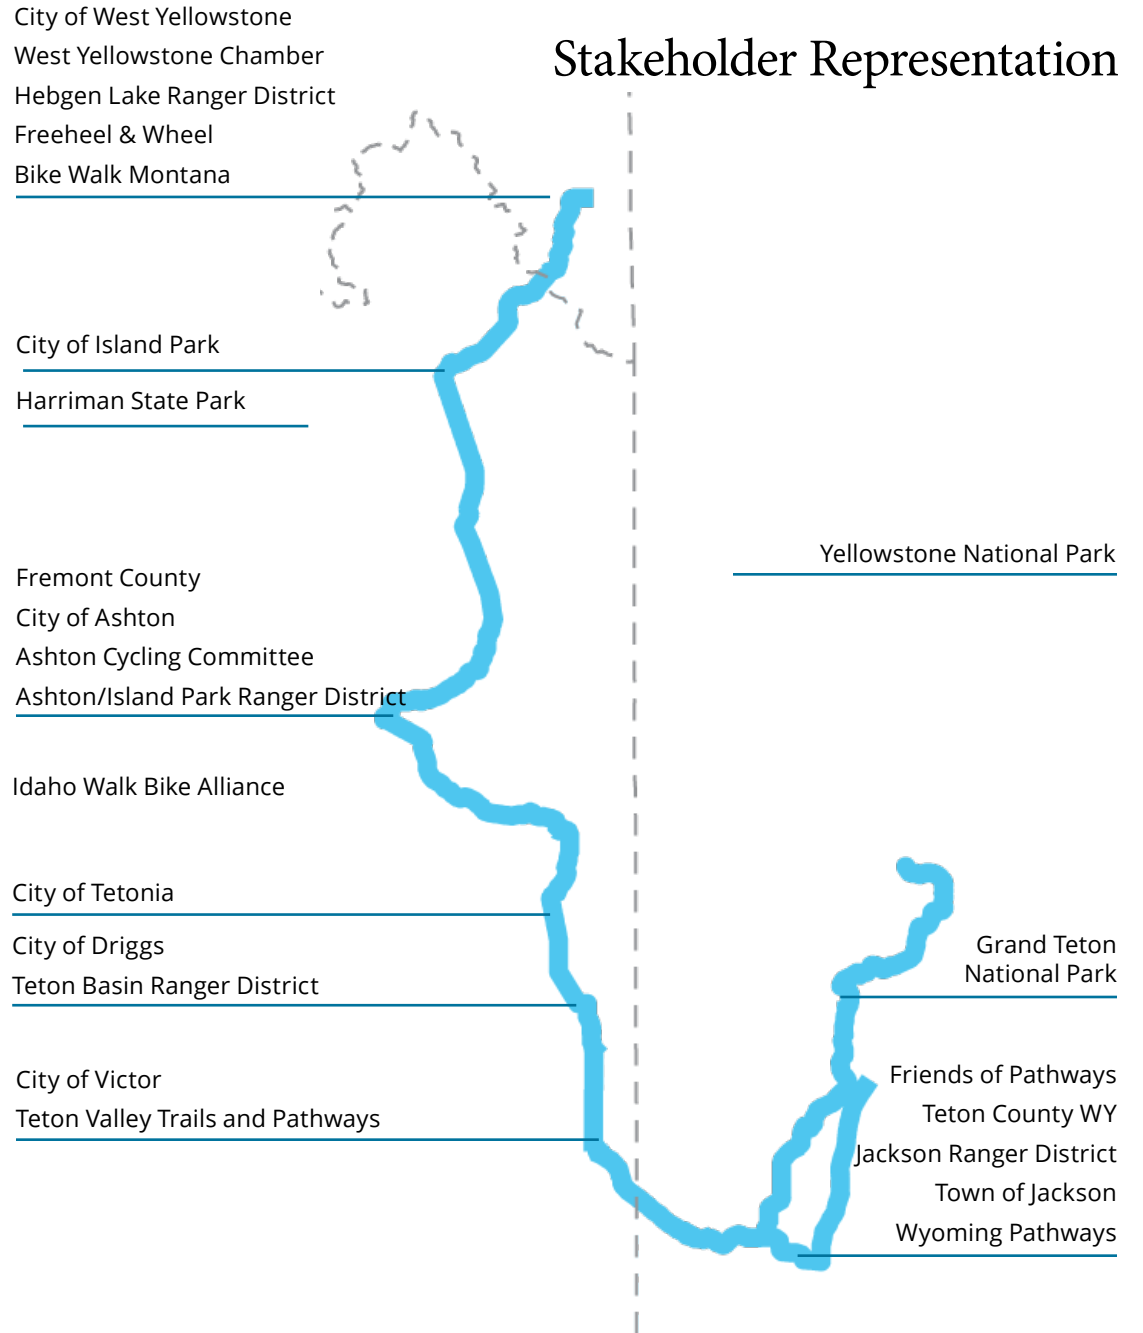 Stakeholder Representation
City of West Yellowstone
West Yellowstone Chamber
Hebgen Lake Ranger District
Freeheel & Wheel
Bike Walk Montana
City of Island Park
Harriman State Park
Yellowstone National Park
Fremont County
City of Ashton
Ashton Cycling Committee
Ashton/Island Park Ranger District
Idaho Walk Bike Alliance
City of Tetonia
City of Driggs
Teton Basin Ranger District
Grand Teton
National Park
City of Victor
Teton Valley Trails and Pathways
Friends of Pathways
Teton County WY
Jackson Ranger District
Town of Jackson
Wyoming Pathways